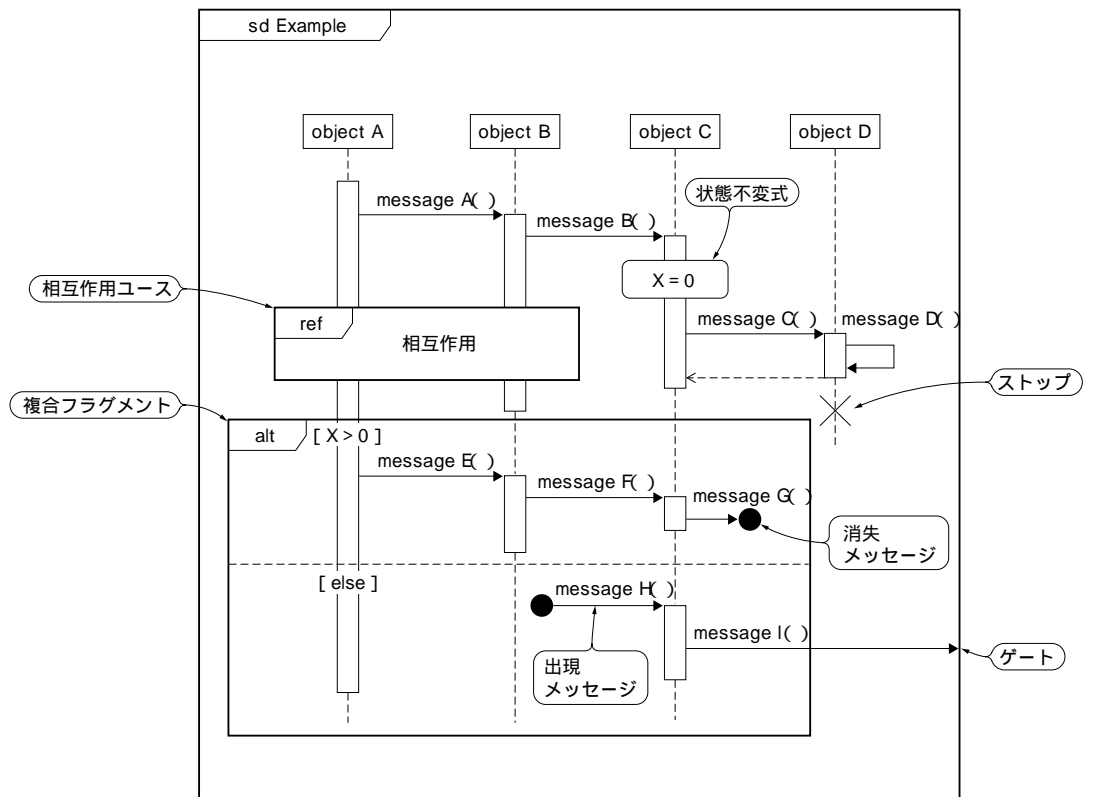 sd Example
object A
object B
object C
object D
message A( )
状態不変式
message B( )
X = 0
相互作用ユース
ref
相互作用
message C( )
message D( )
ストップ
複合フラグメント
alt
[ X > 0 ]
message E( )
message F( )
message G( )
消失
メッセージ
[ else ]
message H( )
message I( )
出現
メッセージ
ゲート